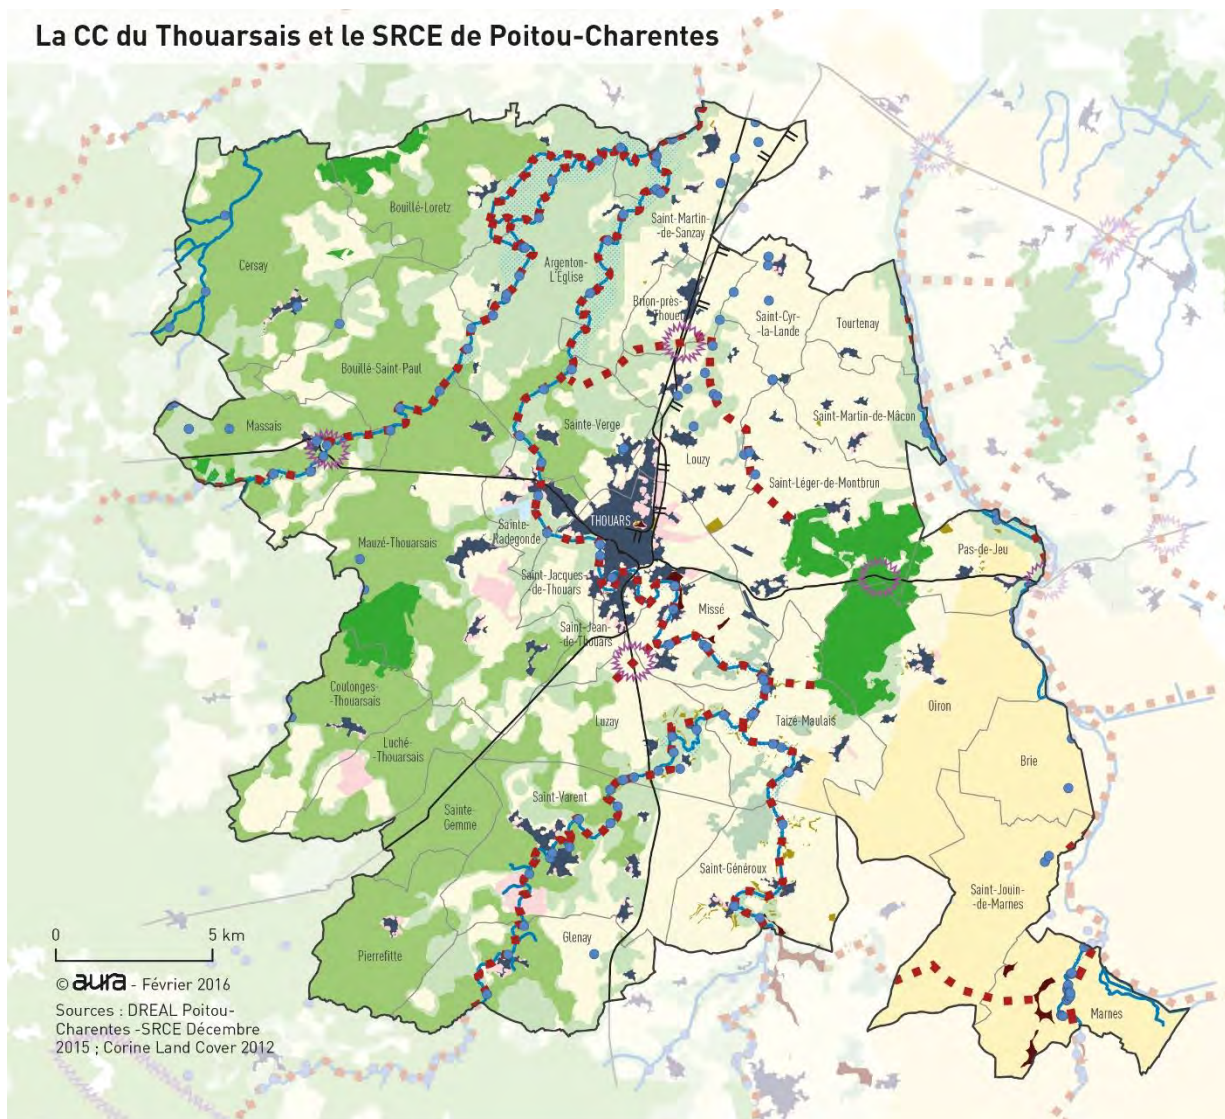 La CC du Thouarsais et le SRCE de Poitou-Charentes
Bouillé-Loretz
Cersay
Argenton-
L'Église
Saint-Martin-
-de-Sanzay
Brion-près-
Thouet
Saint-Cyr-
la-Lande
Tourtenay
Bouillé-Saint-Paul
Massais
Sainte-Verge
Louzy
Saint-Martin-de-Mâcon
Saint-Léger-de-Montbrun
THOUARS
Sainte-
Radegonde
Mauzé-Thouarsais
Pas-de-Jeu
Saint-Jacques-
de-Thouars
Missé
Saint-Jean-
de-Thouars
Coulonges
-Thouarsais
Luché-
-Thouarsais
Luzay
Taizé-Maulais
Oiron
Brie
Sainte-
Gemme
Saint-Varent
Saint-Généroux
Saint-Jouin-
de-Marnes
Glenay
Pierrefitte
Marnes
0 5 km
© aura - Février 2016
Sources : DREAL Poitou-
Charentes -SRCE Décembre
2015 ; Corine Land Cover 2012